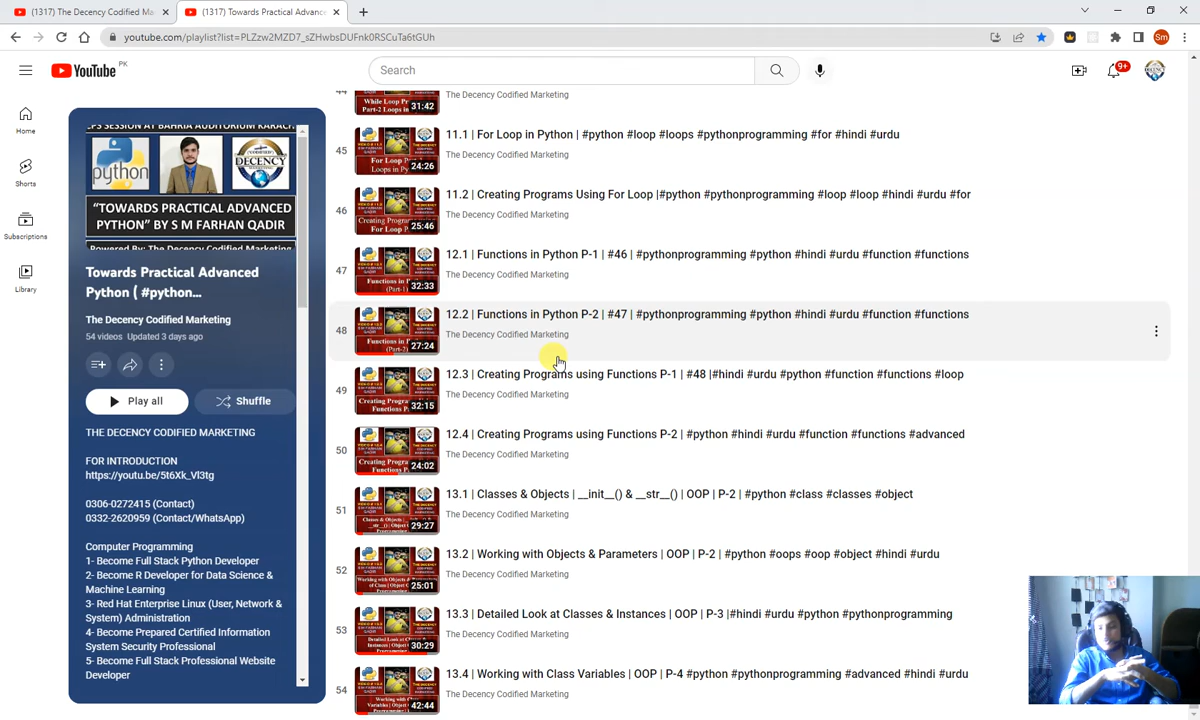 (1317) The Decency Codified Ma
(1317) Towards Practical Advance
youtube.com/playlist?list=PLZzw2MZD7_sZHwbsDUFnk0RSCuTa6tGUh
Sm
YouTube PK
Search
9+
Home
Shorts
Subscriptions
Library
EPS SESSION AT BAHRIA AUDITORIUM KARACH
python
DECENCY
"TOWARDS PRACTICAL ADVANCED
PYTHON" BY S M FARHAN QADIR
Powered By: The Decency Codified Marketing
Towards Practical Advanced
Python ( #python...
The Decency Codified Marketing
54 videos Updated 3 days ago
Play all
Shuffle
THE DECENCY CODIFIED MARKETING
FOR INTRODUCTION
https://youtu.be/5t6Xk_Vl3tg
0306-0272415 (Contact)
0332-2620959 (Contact/WhatsApp)
Computer Programming
1- Become Full Stack Python Developer
2- Become R Developer for Data Science &
Machine Learning
3- Red Hat Enterprise Linux (User, Network &
System) Administration
4- Become Prepared Certified Information
System Security Professional
5- Become Full Stack Professional Website
Developer
44
31:42
The Decency Codified Marketing
45
24:26
11.1 | For Loop in Python | #python #loop #loops #pythonprogramming #for #hindi #urdu
The Decency Codified Marketing
46
25:46
11.2 | Creating Programs Using For Loop |#python #pythonprogramming #loop #loop #hindi #urdu #for
The Decency Codified Marketing
47
32:33
12.1 | Functions in Python P-1 | #46 | #pythonprogramming #python #hindi #urdu #function #functions
The Decency Codified Marketing
48
27:24
12.2 | Functions in Python P-2 | #47 | #pythonprogramming #python #hindi #urdu #function #functions
The Decency Codified Marketing
49
32:15
12.3 | Creating Programs using Functions P-1 | #48 |#hindi #urdu #python #function #functions #loop
The Decency Codified Marketing
50
24:02
12.4 | Creating Programs using Functions P-2 | #python #hindi #urdu #function #functions #advanced
The Decency Codified Marketing
51
29:27
13.1 | Classes & Objects | __init__() & __str__() | OOP | P-2 | #python #class #classes #object
The Decency Codified Marketing
52
25:01
13.2 | Working with Objects & Parameters | OOP | P-2 | #python #oops #oop #object #hindi #urdu
The Decency Codified Marketing
53
30:29
13.3 | Detailed Look at Classes & Instances | OOP | P-3 |#hindi #urdu #python #pythonprogramming
The Decency Codified Marketing
54
42:44
13.4 | Working with Class Variables | OOP | P-4 #python #pythonprogramming #advanced #hindi #urdu
The Decency Codified Marketing